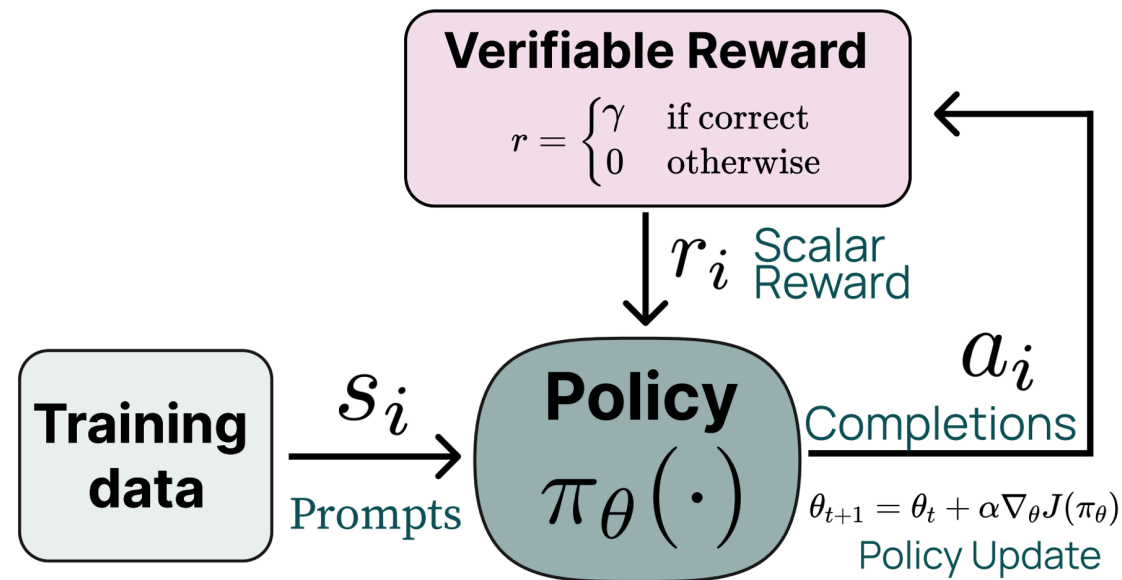 Verifiable Reward
r = { γ if correct
0 otherwise
r_i Scalar
Reward
Training
data
s_i
Prompts
Policy
π_θ(·)
a_i
Completions
θ_{t+1} = θ_t + α∇_θ J(π_θ)
Policy Update